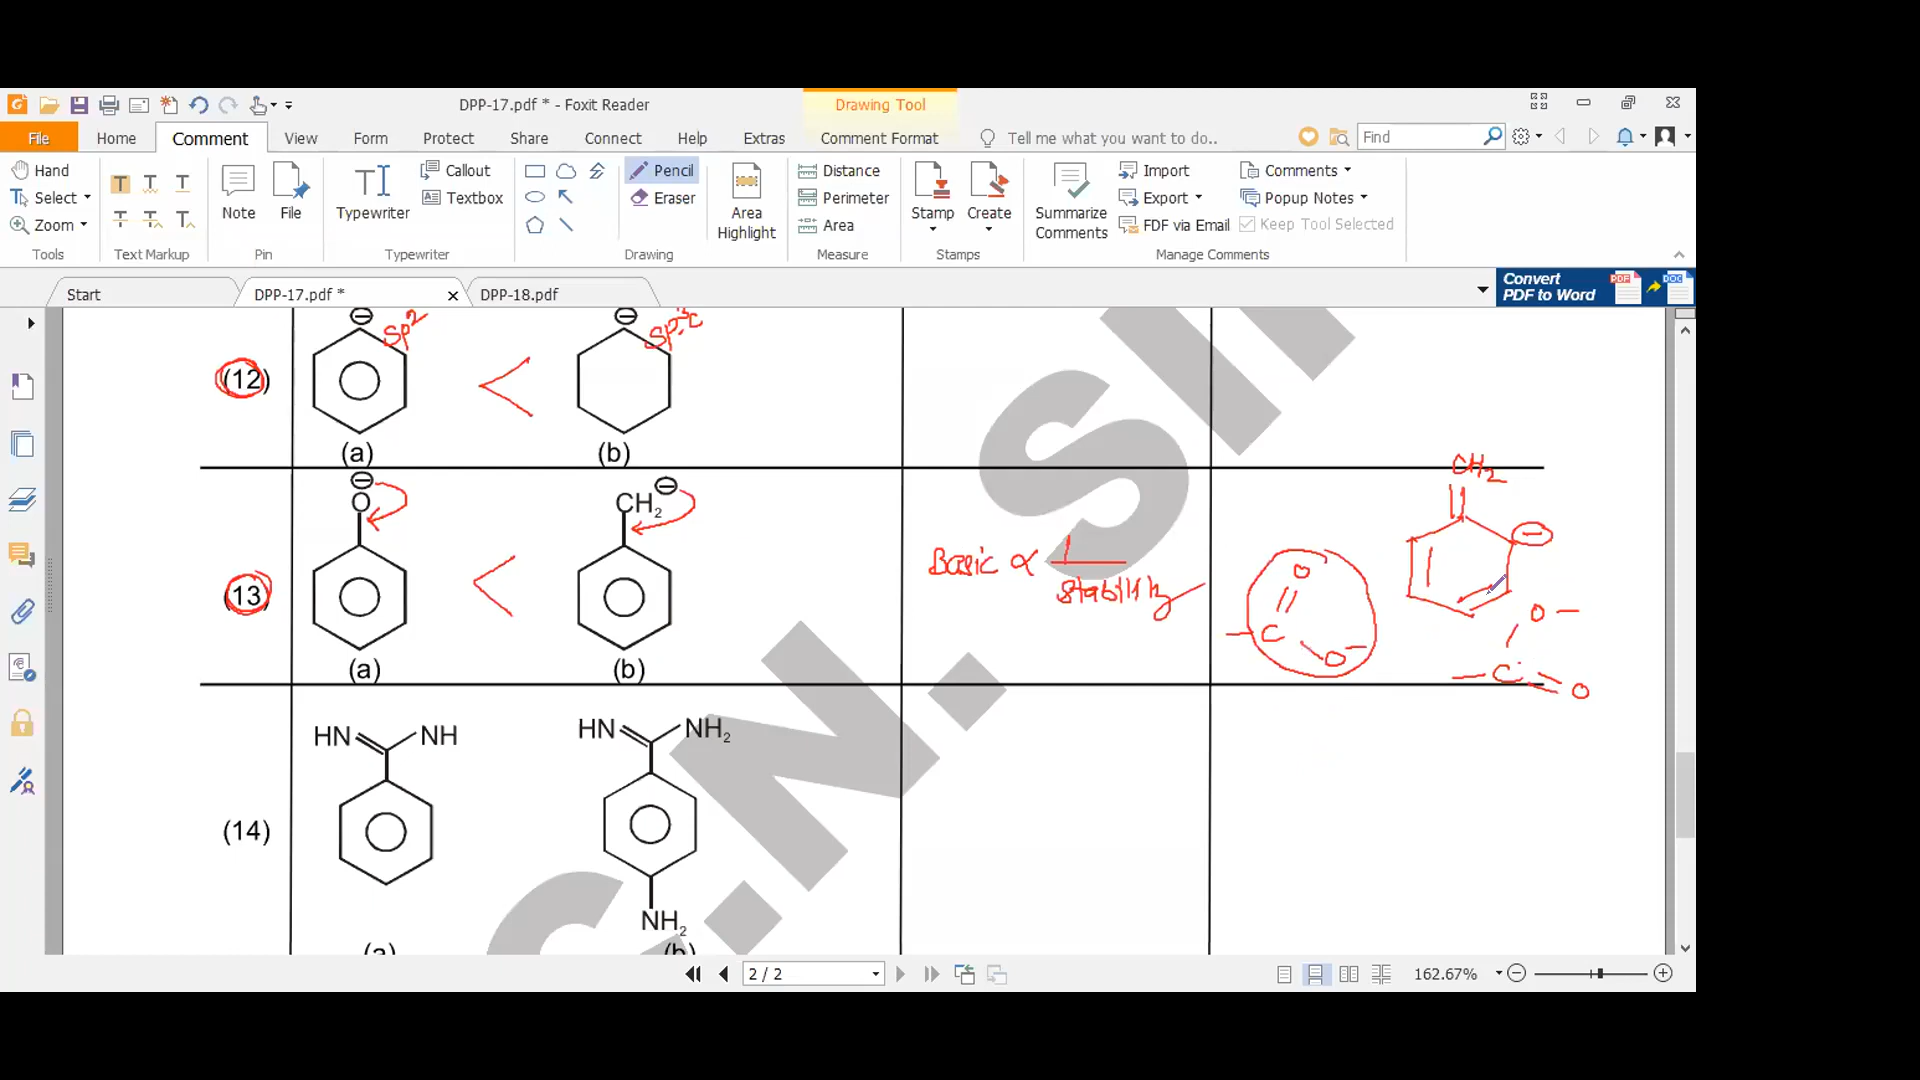 DPP-17.pdf * - Foxit Reader
Drawing Tool
File Home Comment View Form Protect Share Connect Help Extras Comment Format Tell me what you want to do.. Find
Hand
Select
Zoom
Tools
Text Markup
Note
File
Pin
Typewriter
Callout
Textbox
Typewriter
Pencil
Eraser
Drawing
Area
Highlight
Distance
Perimeter
Area
Measure
Stamp
Create
Stamps
Summarize
Comments
Import
Export
FDF via Email
Comments
Popup Notes
Keep Tool Selected
Manage Comments
Start
DPP-17.pdf *
DPP-18.pdf
Convert
PDF to Word
PDF
DOC
⊖ Sp² ⊖
(12) <
(a) (b)
⊖ ⊖
O CH₂
(13) <
(a) (b)
Basic ∝ 1
Stability
O
C
O⁻
CH₂
⊖
O −
C
O
HN NH
HN NH₂
(14)
NH₂
(a) (b)
C.N.
2 / 2
162.67%